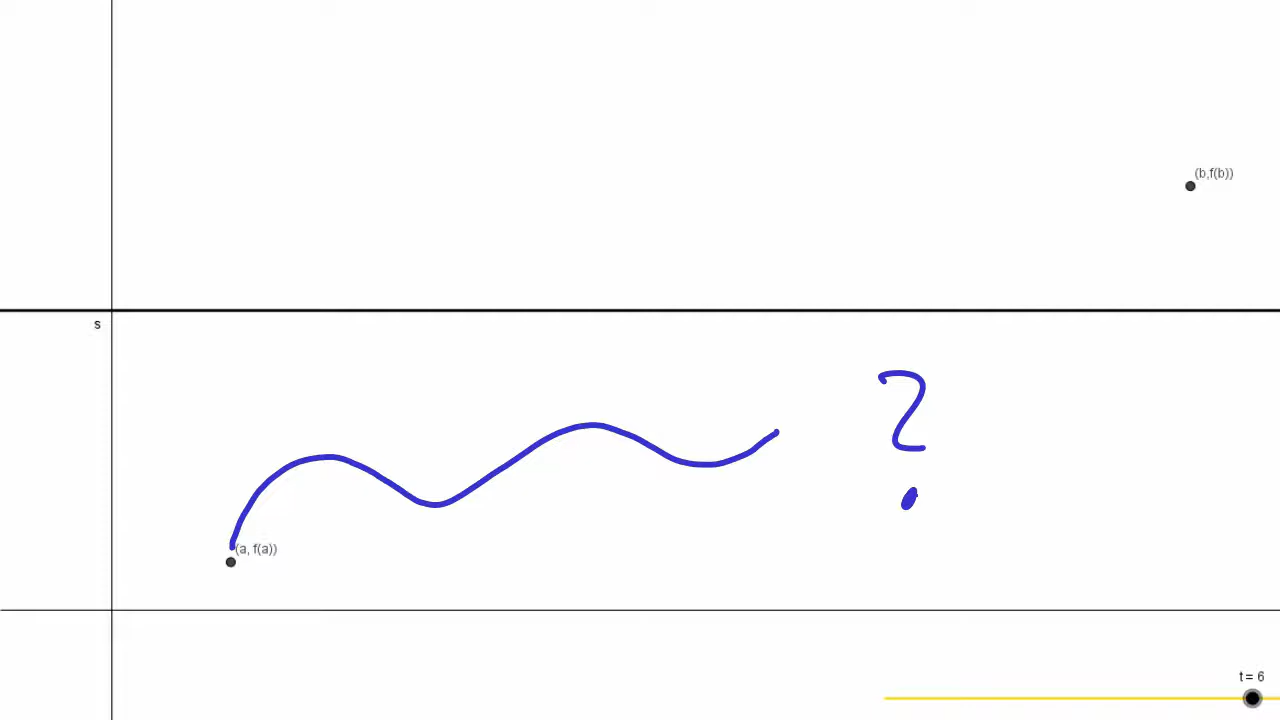 (b,f(b))
s
?
(a, f(a))
t = 6